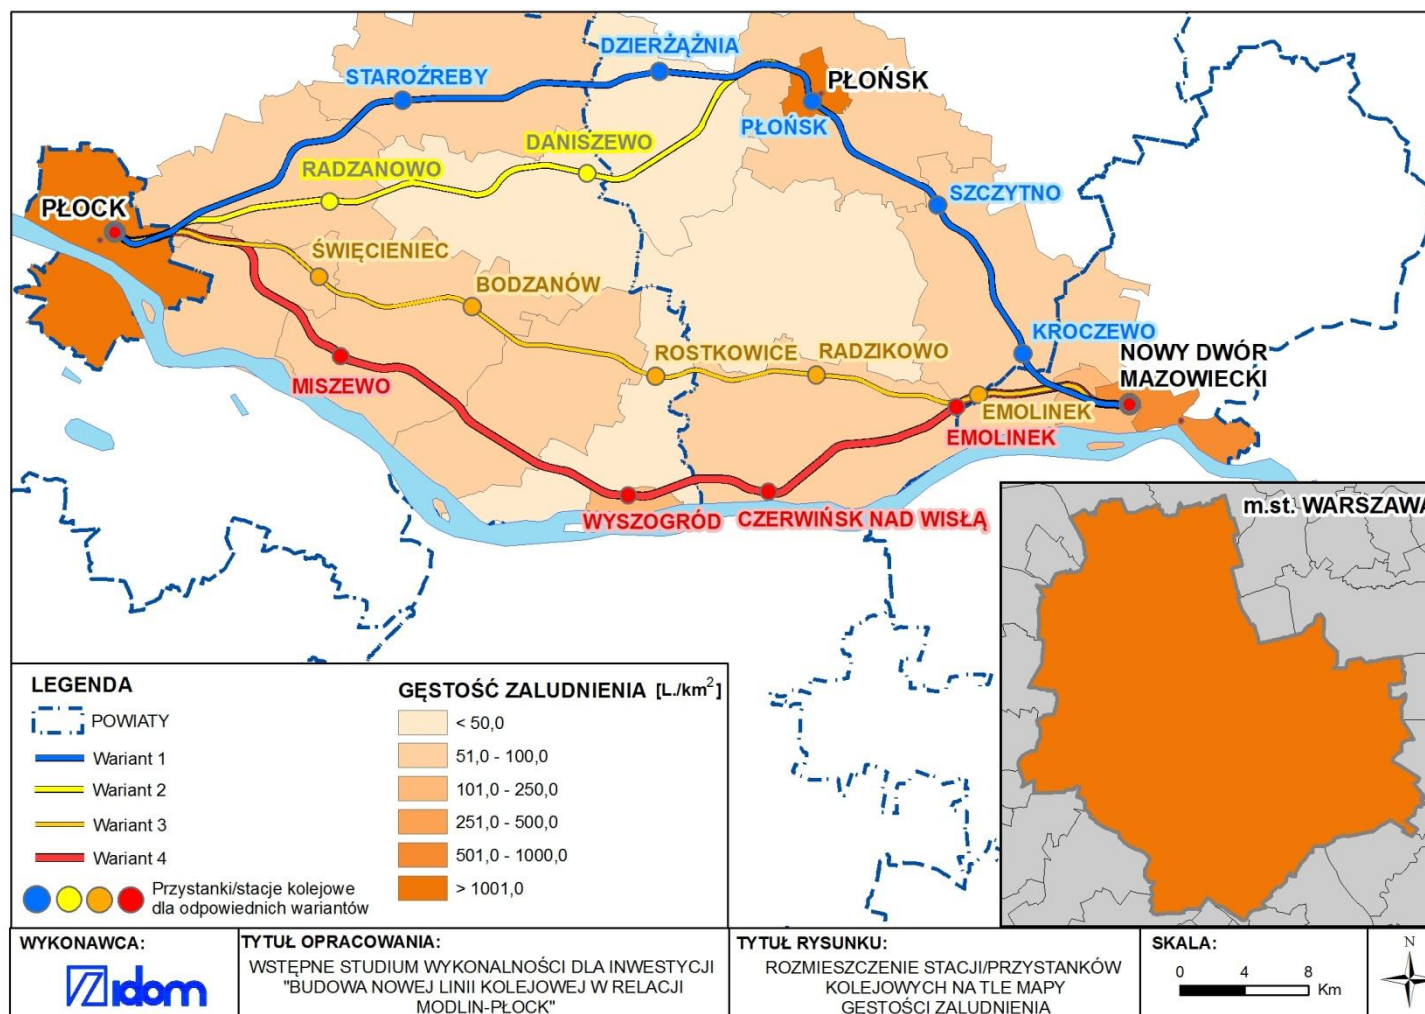 DZIERŻĄŻNIA
STAROŹREBY
PŁOŃSK
PŁOŃSK
DANISZEWO
RADZANOWO
SZCZYTNO
PŁOCK
ŚWIĘCIENIEC
BODZANÓW
KROCZEWO
ROSTKOWICE
RADZIKOWO
NOWY DWÓR
MAZOWIECKI
MISZEWO
EMOLINEK
EMOLINEK
WYSZOGRÓD
CZERWIŃSK NAD WISŁĄ
m.st. WARSZAWA
LEGENDA
POWIATY
Wariant 1
Wariant 2
Wariant 3
Wariant 4
Przystanki/stacje kolejowe
dla odpowiednich wariantów
GĘSTOŚĆ ZALUDNIENIA [L./km²]
< 50,0
51,0 - 100,0
101,0 - 250,0
251,0 - 500,0
501,0 - 1000,0
> 1001,0
WYKONAWCA:
idom
TYTUŁ OPRACOWANIA:
WSTĘPNE STUDIUM WYKONALNOŚCI DLA INWESTYCJI
"BUDOWA NOWEJ LINII KOLEJOWEJ W RELACJI
MODLIN-PŁOCK"
TYTUŁ RYSUNKU:
ROZMIESZCZENIE STACJI/PRZYSTANKÓW
KOLEJOWYCH NA TLE MAPY
GĘSTOŚCI ZALUDNIENIA
SKALA:
0 4 8
Km
N